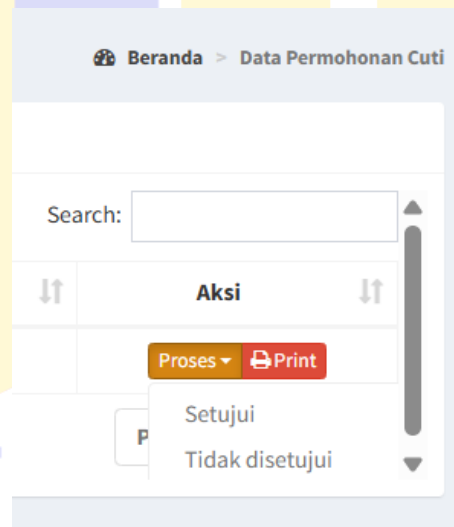 Beranda > Data Permohonan Cuti
Search:
Aksi
Proses Print
Setujui
P
Tidak disetujui